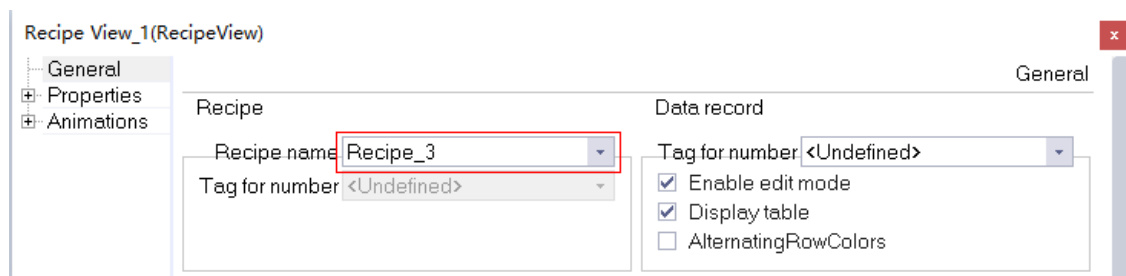 Recipe View_1(RecipeView)
x
General
Properties
Animations
General
Recipe
Recipe name Recipe_3
Tag for number <Undefined>
Data record
Tag for number <Undefined>
Enable edit mode
Display table
AlternatingRowColors